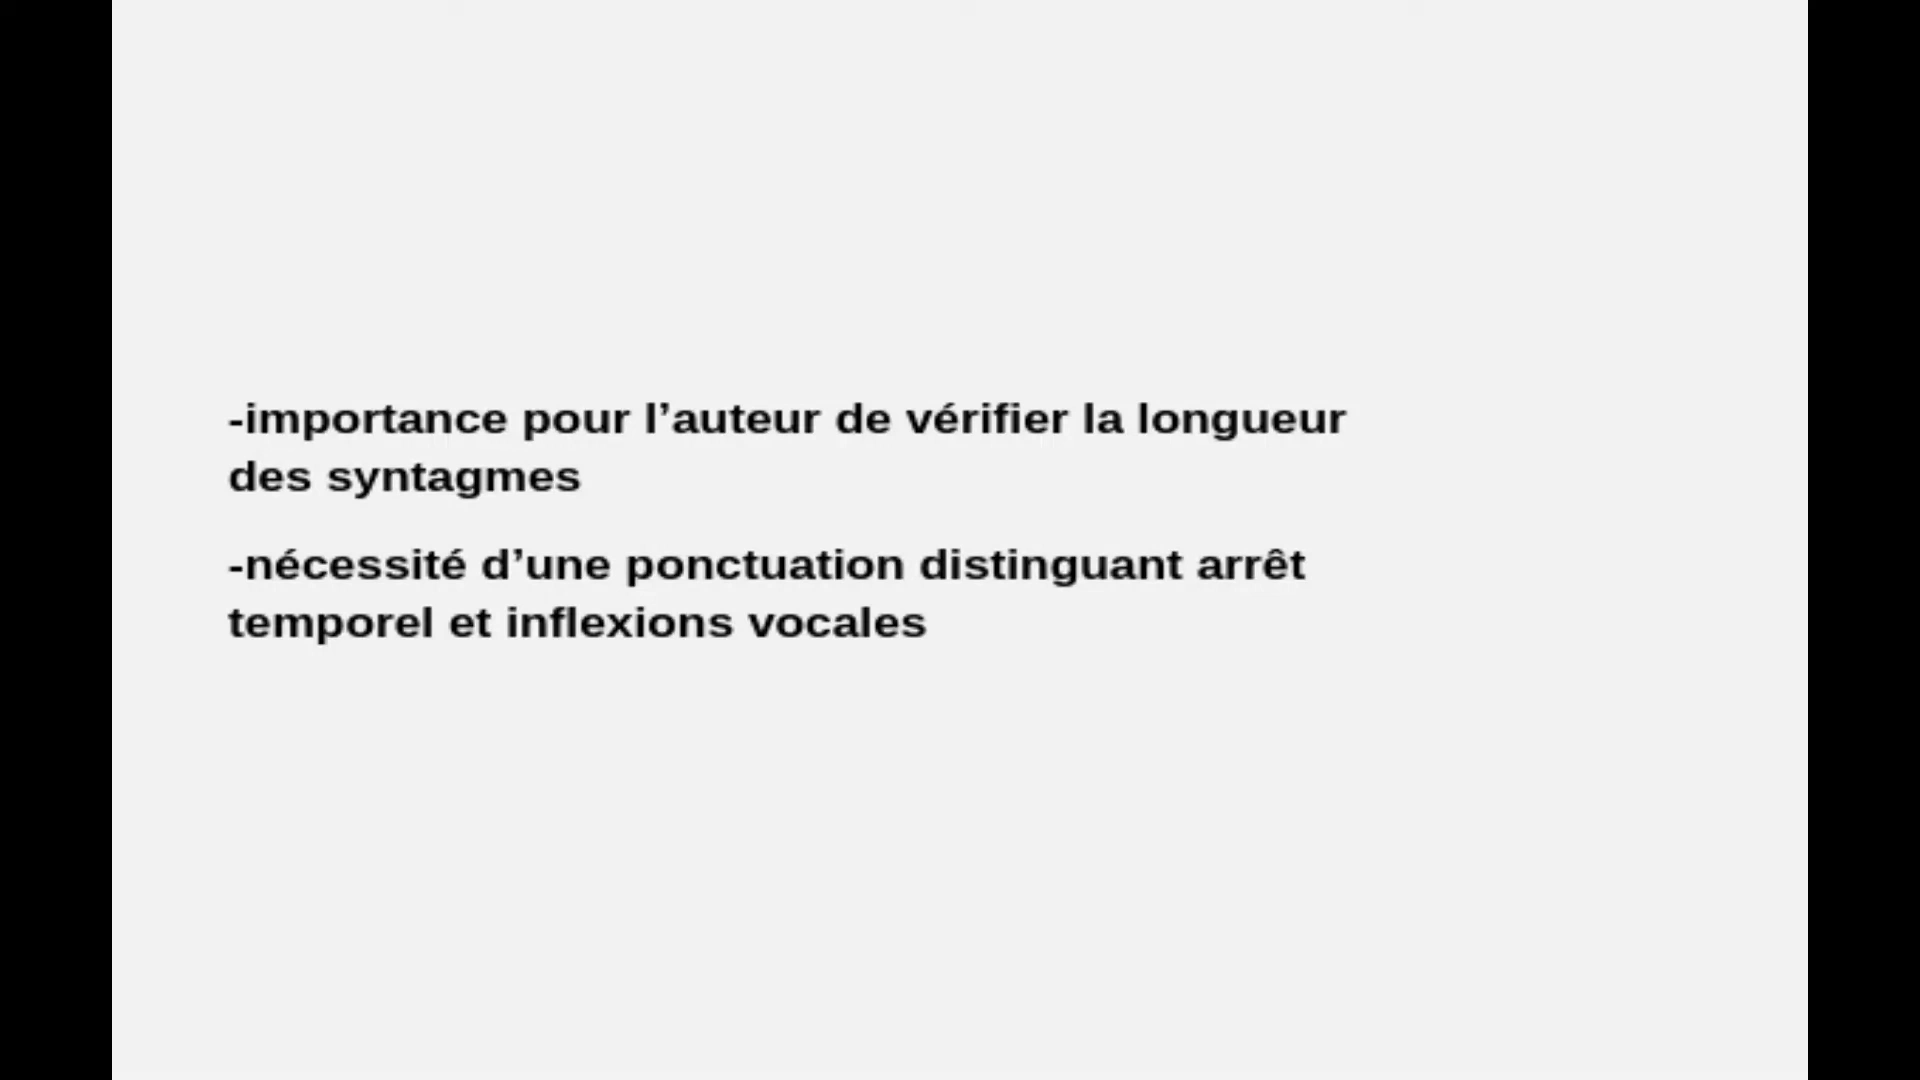 -importance pour l’auteur de vérifier la longueur
des syntagmes
-nécessité d’une ponctuation distinguant arrêt
temporel et inflexions vocales